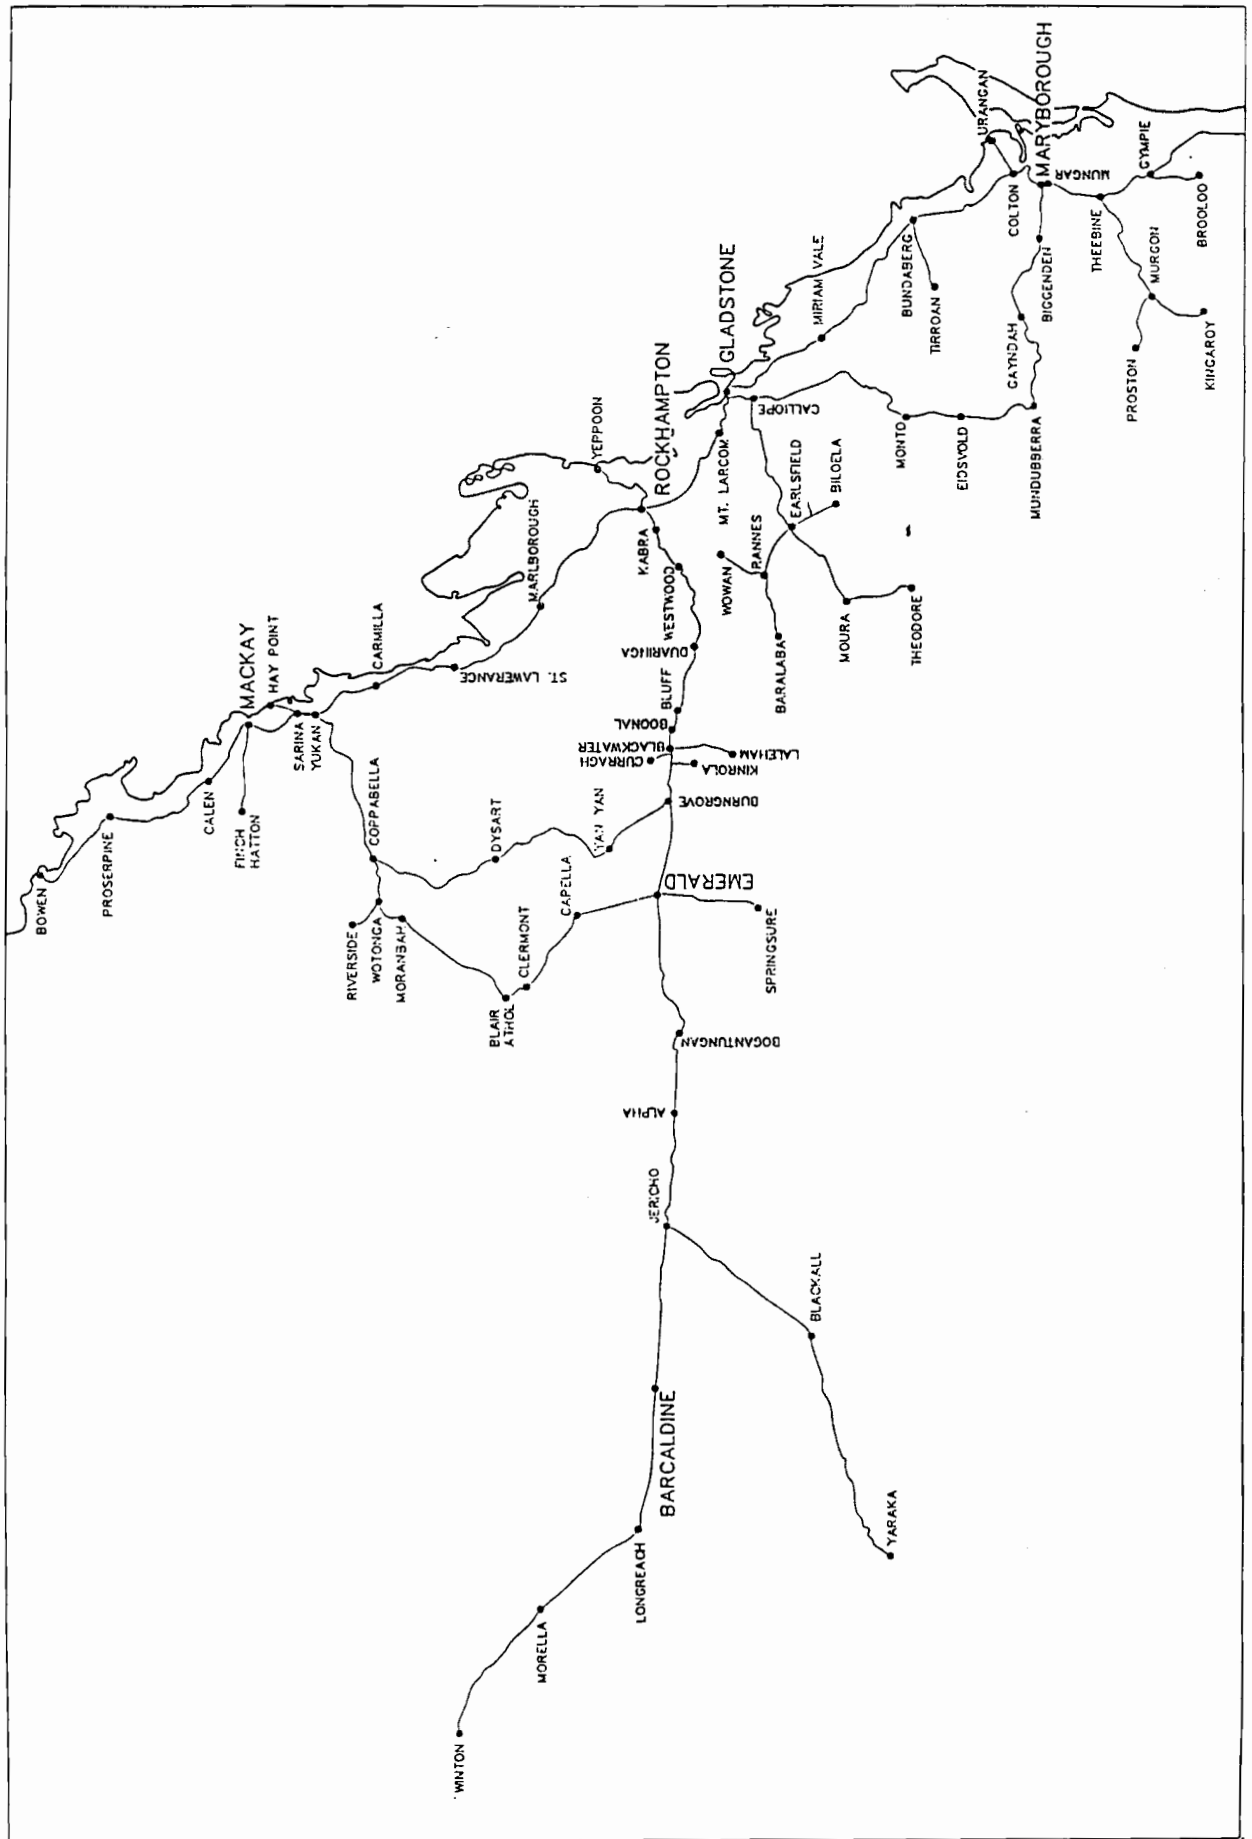 BOWEN
PROSERPINE
CALEN
FINCH
HATTON
MACKAY
HAY POINT
SARINA
YUKAN
CARMILLA
ST. LAWERANCE
MARLBOROUGH
YEPPOON
ROCKHAMPTON
KABRA
WESTWOOD
DUARINGA
BLUFF
BOONAL
BLACKWATER
CURRAGH
LALEHAM
KINROLA
BURNGROVE
COPPABELLA
DYSART
YAN YAN
RIVERSIDE
WOTONGA
MORANBAH
BLAIR
ATHOL
CLERMONT
CAPELLA
EMERALD
SPRINGSURE
BOGANTUNGAN
ALPHA
JERICHO
BLACKALL
YARAKA
BARCALDINE
LONGREACH
MORELLA
WINTON
GLADSTONE
MT. LARCOM
CALLIOPE
EARLSFIELD
BILOELA
RANNES
WOWAN
BARALABA
MOURA
THEODORE
MIRIAM VALE
BUNDABERG
TIRROAN
MONTO
EIDSVOLD
MUNDUBBERA
GAYNDAH
BIGGENDEN
COLTON
URANGAN
MARYBOROUGH
MUNGAR
THEEBINE
GYMPIE
BROOLOO
MURGON
PROSTON
KINGAROY